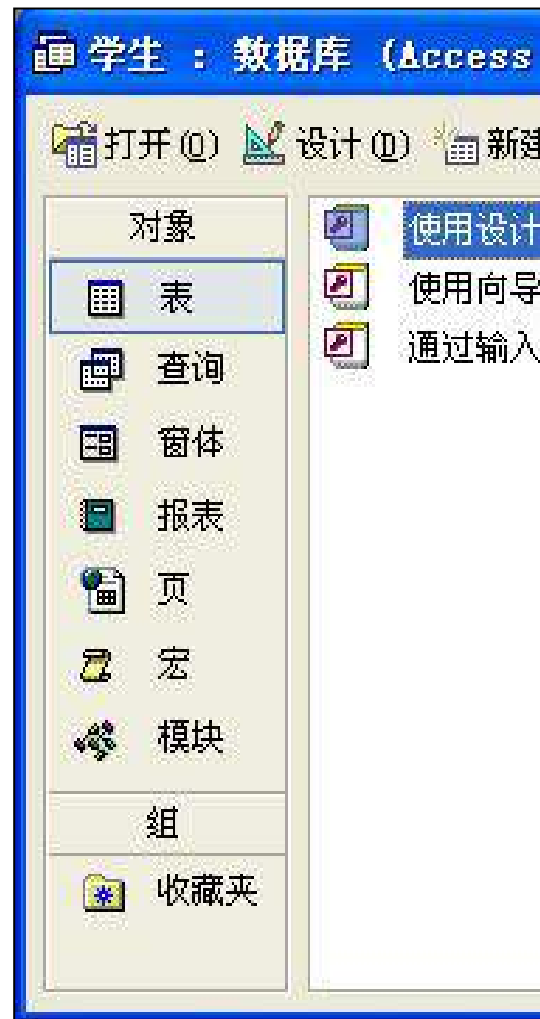 学生 : 数据库 (Access
打开(O) 设计(D) 新建
对象
表
查询
窗体
报表
页
宏
模块
组
收藏夹
使用设计
使用向导
通过输入